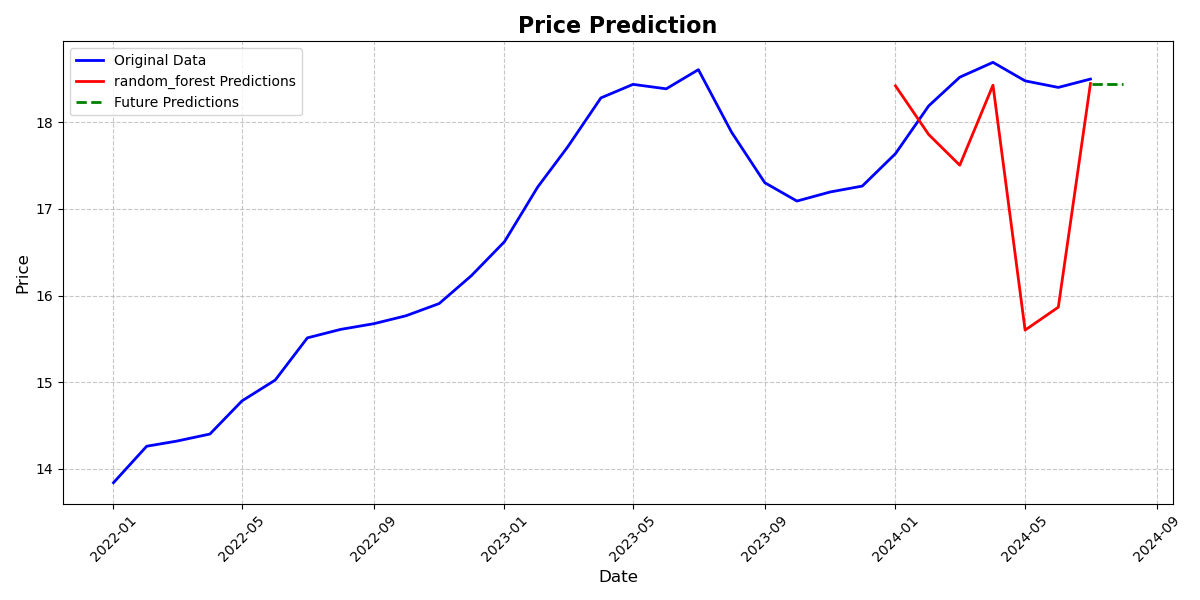 Price Prediction
Original Data
random_forest Predictions
Future Predictions
Price
18
17
16
15
14
2022-01
2022-05
2022-09
2023-01
2023-05
2023-09
2024-01
2024-05
2024-09
Date